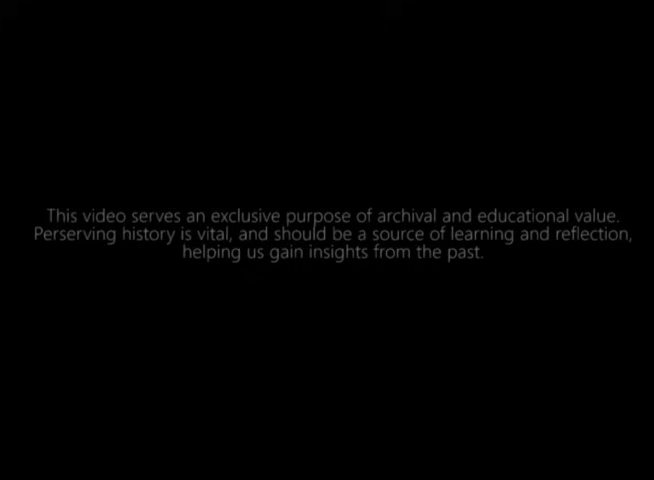 This video serves an exclusive purpose of archival and educational value.
Perserving history is vital, and should be a source of learning and reflection,
helping us gain insights from the past.